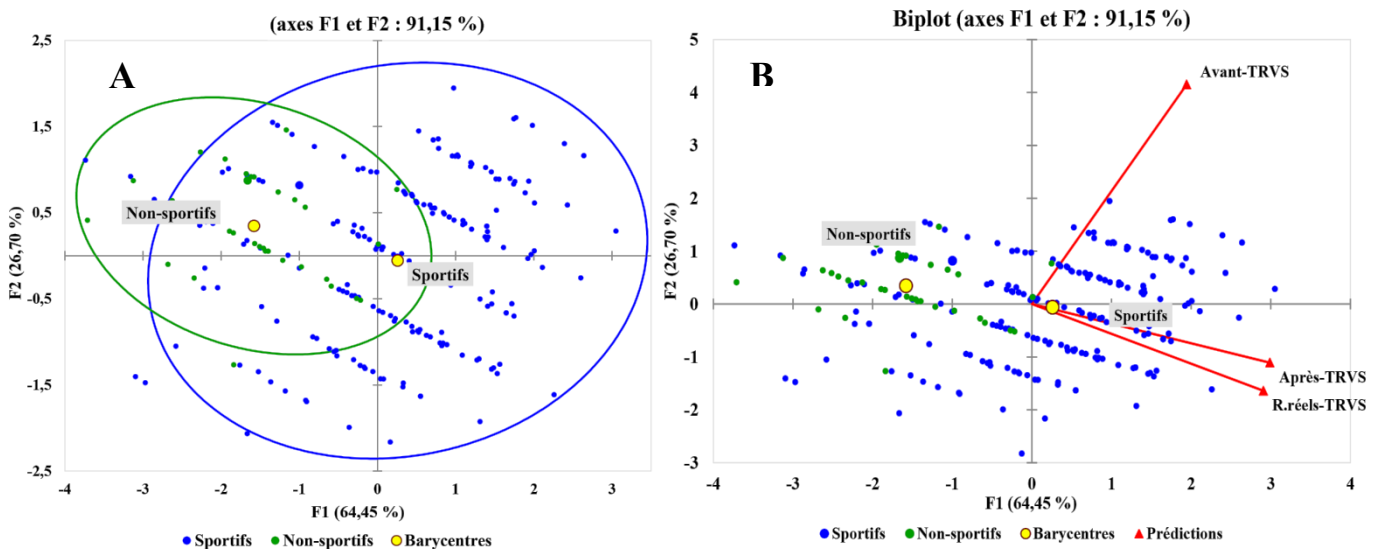 (axes F1 et F2 : 91,15 %)
A
2,5
1,5
0,5
-0,5
-1,5
-2,5
F2 (26,70 %)
Non-sportifs
Sportifs
-4 -3 -2 -1 0 1 2 3
F1 (64,45 %)
Sportifs Non-sportifs Barycentres
Biplot (axes F1 et F2 : 91,15 %)
B
5
4
3
2
1
0
-1
-2
-3
F2 (26,70 %)
Avant-TRVS
Non-sportifs
Sportifs
Après-TRVS
R.réels-TRVS
-4 -3 -2 -1 0 1 2 3 4
F1 (64,45 %)
Sportifs Non-sportifs Barycentres Prédictions